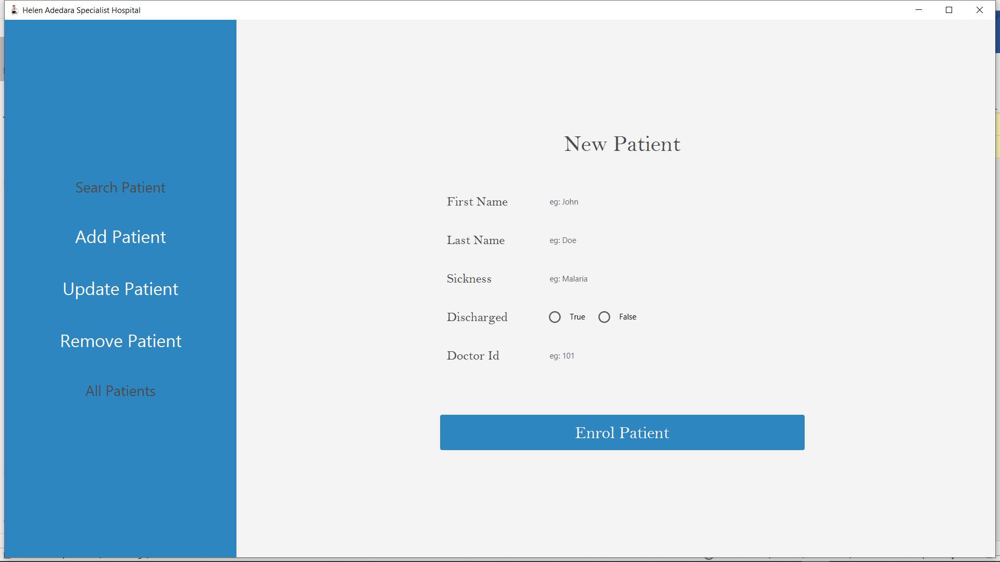 Helen Adedara Specialist Hospital
Search Patient
Add Patient
Update Patient
Remove Patient
All Patients
New Patient
First Name eg: John
Last Name eg: Doe
Sickness eg: Malaria
Discharged True False
Doctor Id eg: 101
Enrol Patient